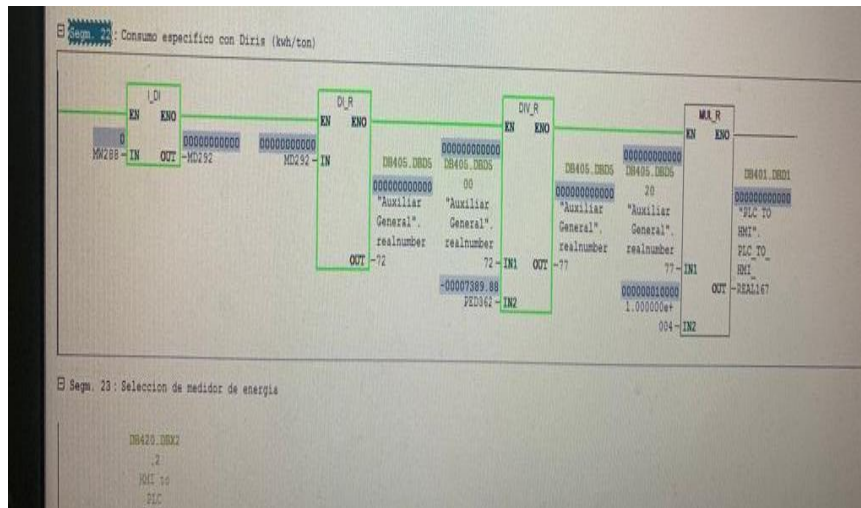 Segm. 22 : Consumo especifico con Diris (kwh/ton)
I_DI
EN ENO
0
MW288 IN OUT MD292
00000000000
DI_R
EN ENO
00000000000
MD292 IN
DB405.DBD5
000000000000
"Auxiliar
General".
realnumber
OUT 72
DIV_R
EN ENO
000000000000
DB405.DBD5
00
"Auxiliar
General".
realnumber
72 IN1 OUT 77
-00007389.88
PED362 IN2
DB405.DBD5
000000000000
"Auxiliar
General".
realnumber
MUL_R
EN ENO
000000000000
DB405.DBD5
20
"Auxiliar
General".
realnumber
77 IN1
000000010000
1.000000e+
004 IN2
DB401.DBD1
000000000000
"PLC TO
HMI".
PLC_TO_
HMI_
OUT REAL167
Segm. 23 : Seleccion de medidor de energia
DB420.DBX2
.2
HMI to
PLC